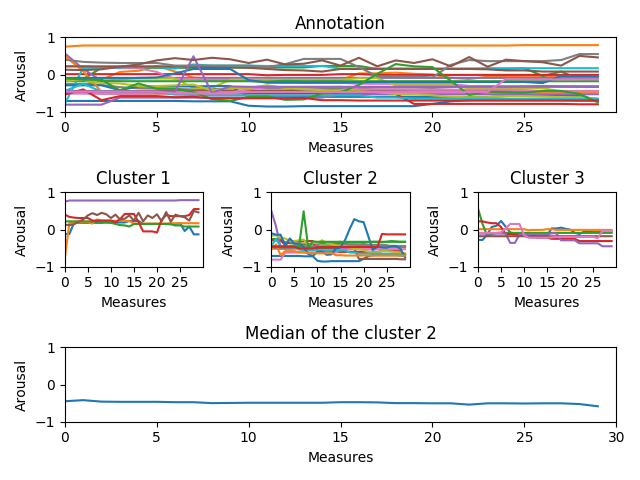 Annotation
1
0
-1
Arousal
0 5 10 15 20 25
Measures
Cluster 1 Cluster 2 Cluster 3
1 1 1
0 0 0
-1 -1 -1
Arousal Arousal Arousal
0 5 10 15 20 25 0 5 10 15 20 25 0 5 10 15 20 25
Measures Measures Measures
Median of the cluster 2
1
0
-1
Arousal
0 5 10 15 20 25 30
Measures